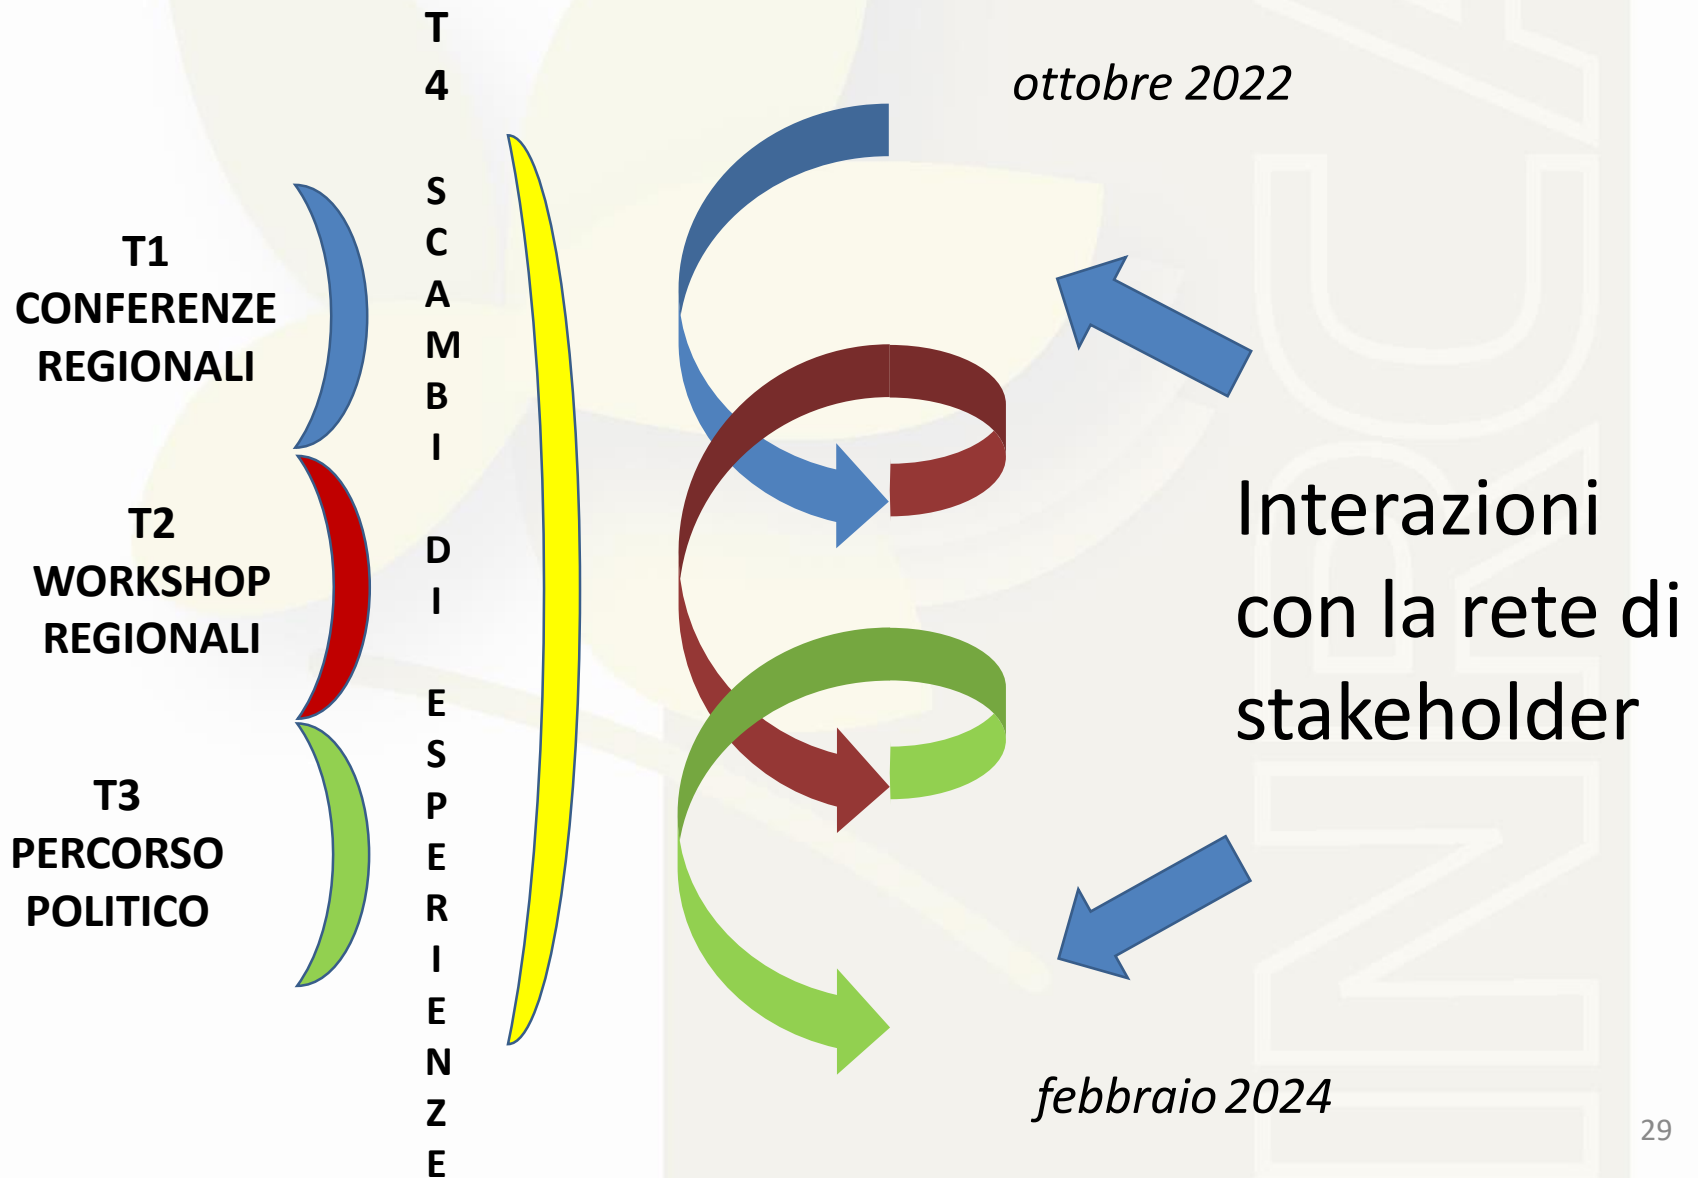 T1
CONFERENZE
REGIONALI
T2
WORKSHOP
REGIONALI
T3
PERCORSO
POLITICO
T
4
S
C
A
M
B
I
D
I
E
S
P
E
R
I
E
N
Z
E
ottobre 2022
Interazioni
con la rete di
stakeholder
febbraio 2024
29
INRCA